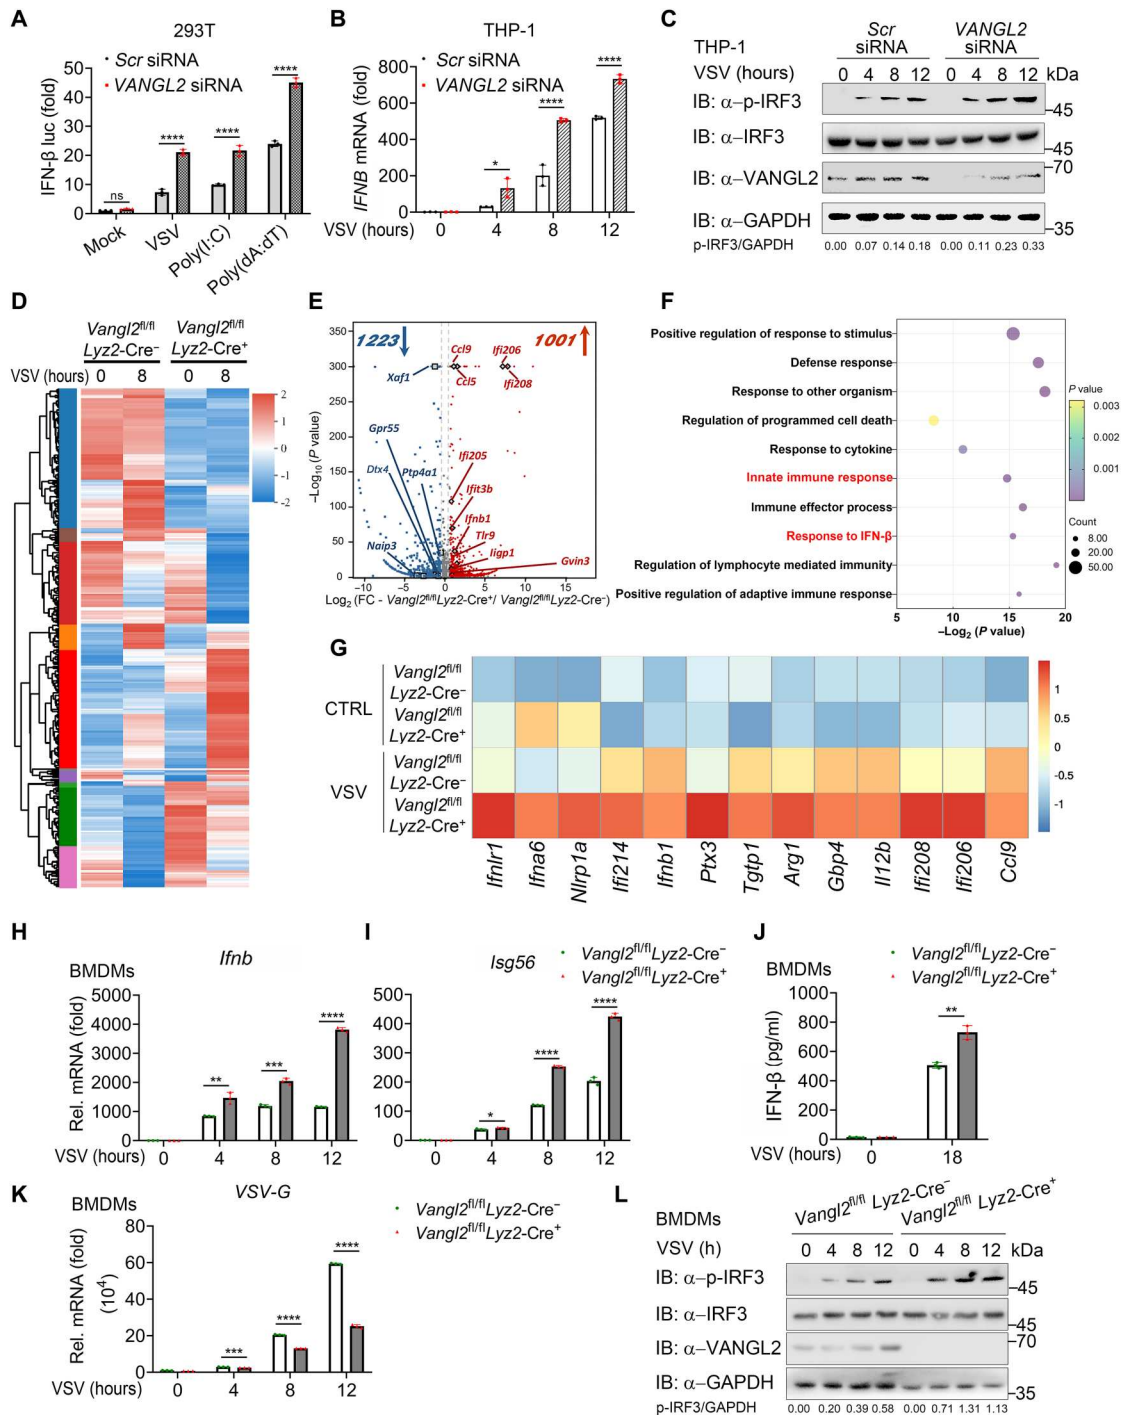 A
293T
Scr siRNA
VANGL2 siRNA
IFN-β luc (fold)
50
40
30
20
10
0
ns
****
****
****
Mock
VSV
Poly(I:C)
Poly(dA:dT)
B
THP-1
Scr siRNA
VANGL2 siRNA
IFNB mRNA (fold)
800
600
400
200
0
*
****
****
VSV (hours)
0 4 8 12
C
Scr siRNA
VANGL2 siRNA
THP-1
VSV (hours) 0 4 8 12 0 4 8 12 kDa
IB: α–p-IRF3
45
IB: α–IRF3
45
70
IB: α–VANGL2
IB: α–GAPDH
35
p-IRF3/GAPDH 0.00 0.07 0.14 0.18 0.00 0.11 0.23 0.33
D
Vangl2fl/fl Vangl2fl/fl
Lyz2-Cre− Lyz2-Cre+
VSV (hours) 0 8 0 8
2
1
0
-1
-2
E
1223
1001
350
300
250
200
150
100
50
0
–Log10(P value)
Ccl9
Ifi206
Xaf1
Ccl5
Ifi208
Gpr55
Dtx4
Ptp4a1
Ifi205
Ifit3b
Ifnb1
Tlr9
Naip3
Iigp1
Gvin3
-10 -5 0 5 10 15
Log2 (FC - Vangl2fl/flLyz2-Cre+/ Vangl2fl/flLyz2-Cre−)
F
Positive regulation of response to stimulus
Defense response
Response to other organism
Regulation of programmed cell death
Response to cytokine
Innate immune response
Immune effector process
Response to IFN-β
Regulation of lymphocyte mediated immunity
Positive regulation of adaptive immune response
5 10 15 20
–Log2 (P value)
P value
0.003
0.002
0.001
Count
8.00
20.00
50.00
G
CTRL
Vangl2fl/fl
Lyz2-Cre−
Vangl2fl/fl
Lyz2-Cre+
VSV
Vangl2fl/fl
Lyz2-Cre−
Vangl2fl/fl
Lyz2-Cre+
1
0.5
0
-0.5
-1
Ifnlr1
Ifna6
Nlrp1a
Ifi214
Ifnb1
Ptx3
Tgtp1
Arg1
Gbp4
Il12b
Ifi208
Ifi206
Ccl9
H
BMDMs
Ifnb
Rel. mRNA (fold)
5000
4000
3000
2000
1000
0
**
***
****
VSV (hours) 0 4 8 12
I
Isg56
Vangl2fl/flLyz2-Cre−
Vangl2fl/flLyz2-Cre+
500
400
300
200
100
0
*
****
****
0 4 8 12
J
BMDMs
Vangl2fl/flLyz2-Cre−
Vangl2fl/flLyz2-Cre+
IFN-β (pg/ml)
1000
800
600
400
200
0
**
VSV (hours) 0 18
K
BMDMs
VSV-G
Vangl2fl/flLyz2-Cre−
Vangl2fl/flLyz2-Cre+
Rel. mRNA (fold)
(10⁴)
80
60
40
20
0
***
****
****
VSV (hours) 0 4 8 12
L
Vangl2fl/fl Lyz2-Cre−
Vangl2fl/fl Lyz2-Cre+
BMDMs
VSV (h) 0 4 8 12 0 4 8 12 kDa
IB: α–p-IRF3
45
IB: α–IRF3
45
70
IB: α–VANGL2
IB: α–GAPDH
35
p-IRF3/GAPDH 0.00 0.20 0.39 0.58 0.00 0.71 1.31 1.13